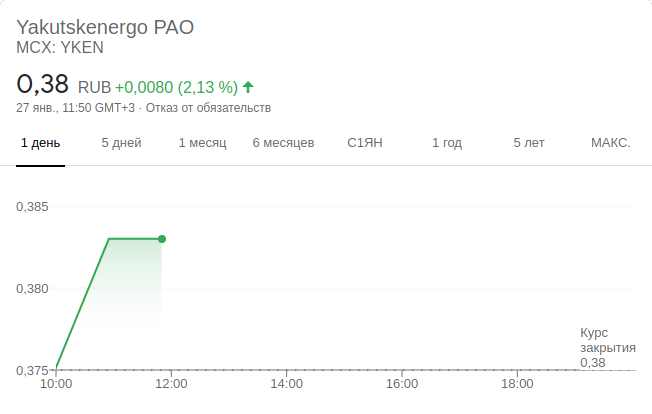 Yakutskenergo PAO
MCX: YKEN
0,38 RUB +0,0080 (2,13 %)
27 янв., 11:50 GMT+3 · Отказ от обязательств
1 день 5 дней 1 месяц 6 месяцев С1ЯН 1 год 5 лет МАКС.
0,385
0,380
Курс
закрытия
0,38
0,375
10:00 12:00 14:00 16:00 18:00